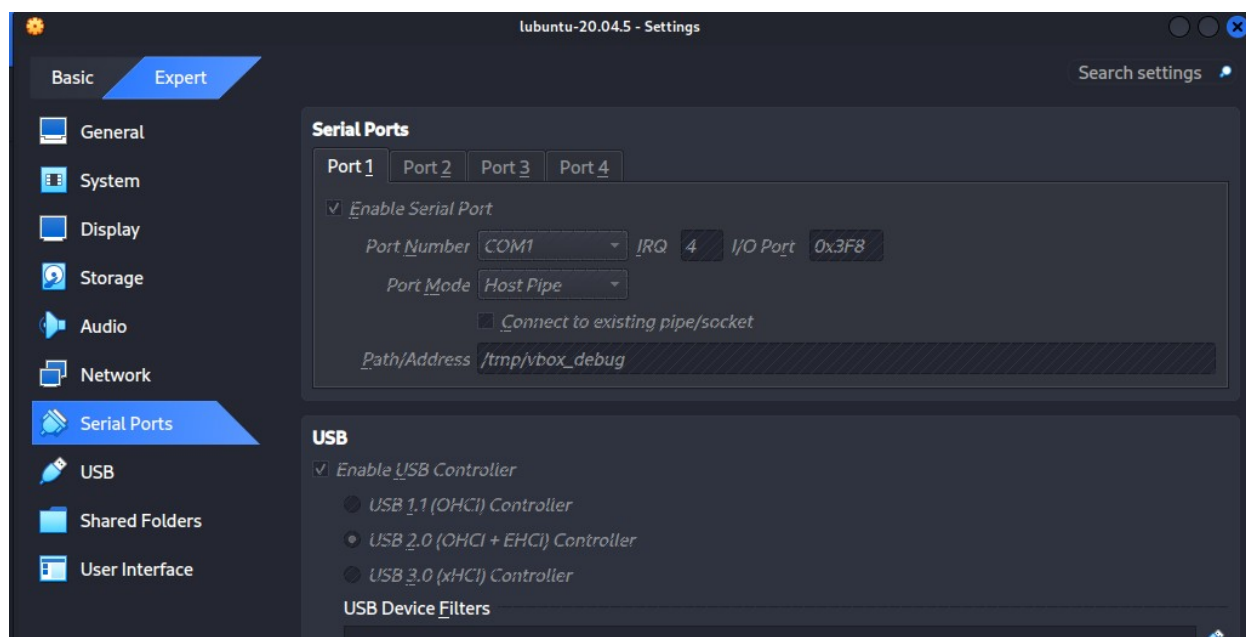 lubuntu-20.04.5 - Settings
Basic Expert Search settings
General
System
Display
Storage
Audio
Network
Serial Ports
USB
Shared Folders
User Interface
Serial Ports
Port 1 Port 2 Port 3 Port 4
Enable Serial Port
Port Number COM1 IRQ 4 I/O Port 0x3F8
Port Mode Host Pipe
Connect to existing pipe/socket
Path/Address /tmp/vbox_debug
USB
Enable USB Controller
USB 1.1 (OHCI) Controller
USB 2.0 (OHCI + EHCI) Controller
USB 3.0 (xHCI) Controller
USB Device Filters